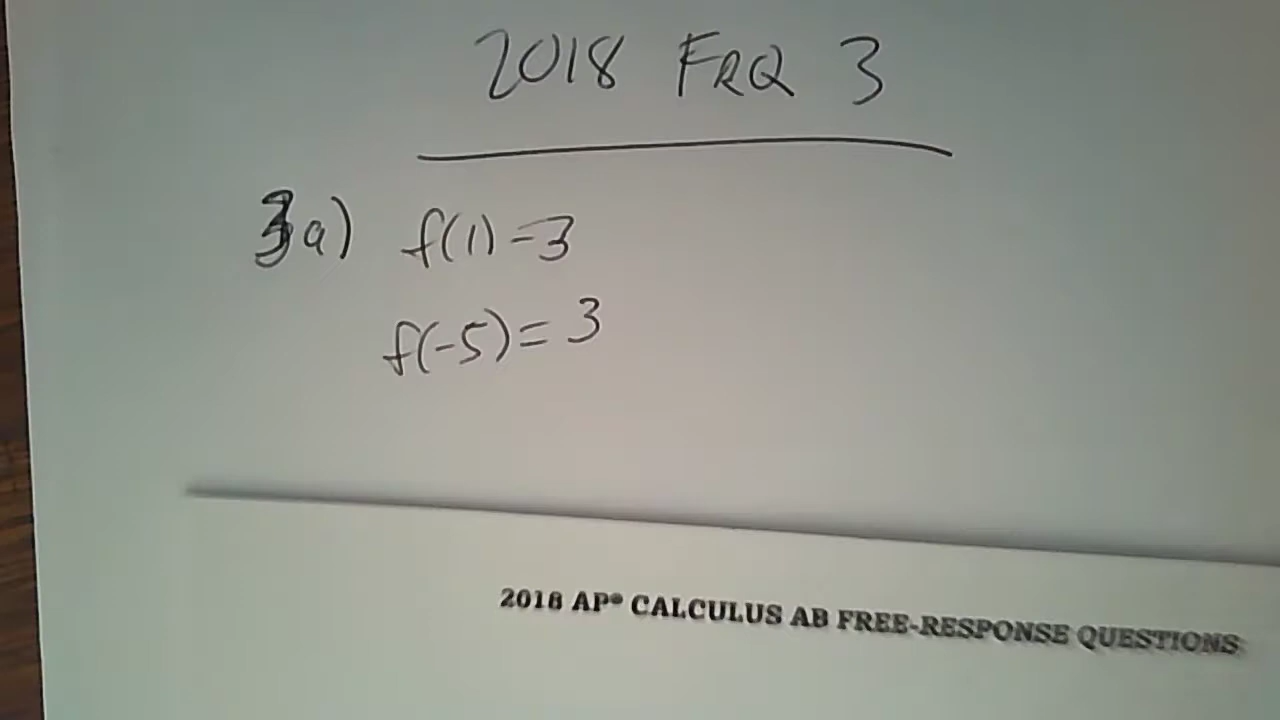 2018 FRQ 3
3a) f(1)=3
f(-5)=3
2018 AP® CALCULUS AB FREE-RESPONSE QUESTIONS